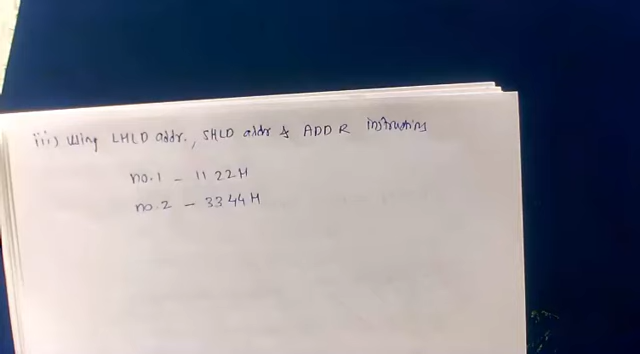 iii) using LHLD addr., SHLD addr & ADD R instructions
no.1 - 1122H
no.2 - 3344H